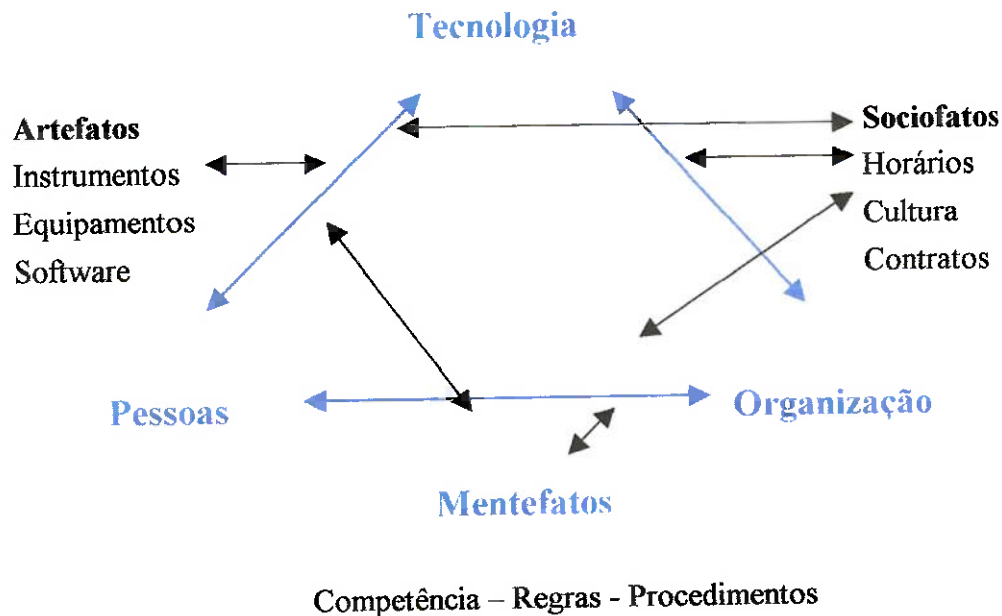 Tecnologia
Artefatos
Instrumentos
Equipamentos
Software
Sociofatos
Horários
Cultura
Contratos
Pessoas
Organização
Mentefatos
Competência – Regras - Procedimentos